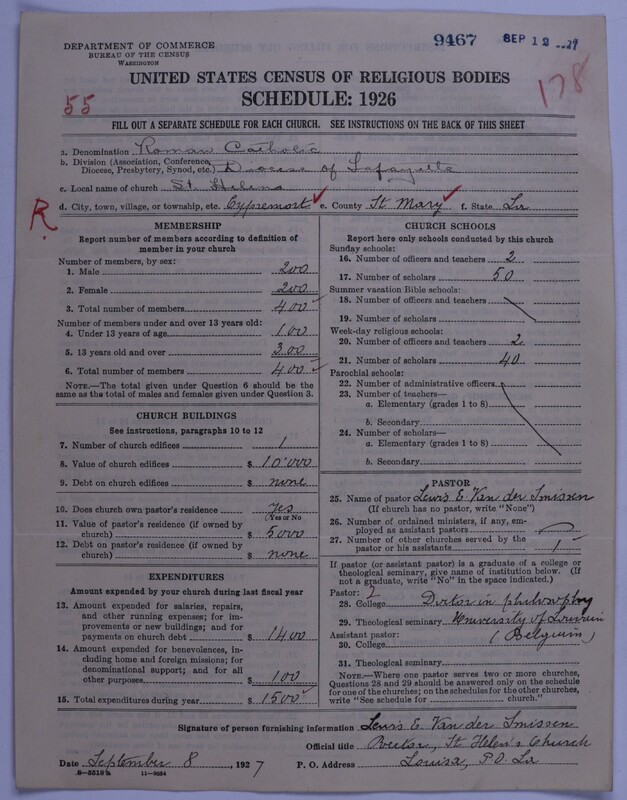 9467 SEP 12 1927
DEPARTMENT OF COMMERCE
BUREAU OF THE CENSUS
WASHINGTON
UNITED STATES CENSUS OF RELIGIOUS BODIES
SCHEDULE: 1926
55
178
FILL OUT A SEPARATE SCHEDULE FOR EACH CHURCH. SEE INSTRUCTIONS ON THE BACK OF THIS SHEET
a. Denomination Roman Catholic
b. Division (Association, Conference,
Diocese, Presbytery, Synod, etc.) Diocese of Lafayette
c. Local name of church St. Helena
d. City, town, village, or township, etc. Cypremort e. County St Mary f. State La
R
MEMBERSHIP
Report number of members according to definition of
member in your church
Number of members, by sex:
1. Male 200
2. Female 200
3. Total number of members 400
Number of members under and over 13 years old:
4. Under 13 years of age 100
5. 13 years old and over 300
6. Total number of members 400
NOTE.—The total given under Question 6 should be
same as the total of males and females given under Question 3.
CHURCH BUILDINGS
See instructions, paragraphs 10 to 12
7. Number of church edifices 1
8. Value of church edifices $ 10'000
9. Debt on church edifices $ none
10. Does church own pastor's residence yes
(Yes or No)
11. Value of pastor's residence (if owned by
church) $ 5000
12. Debt on pastor's residence (if owned by
church) $ none
EXPENDITURES
Amount expended by your church during last fiscal year
13. Amount expended for salaries, repairs,
and other running expenses; for im-
provements or new buildings; and for
payments on church debt $ 1400
14. Amount expended for benevolences, in-
cluding home and foreign missions; for
denominational support; and for all
other purposes $ 100
15. Total expenditures during year $ 1500
CHURCH SCHOOLS
Report here only schools conducted by this church
Sunday schools:
16. Number of officers and teachers 2
17. Number of scholars 50
Summer vacation Bible schools:
18. Number of officers and teachers
19. Number of scholars
Week-day religious schools:
20. Number of officers and teachers 2
21. Number of scholars 40
Parochial schools:
22. Number of administrative officers
23. Number of teachers—
a. Elementary (grades 1 to 8)
b. Secondary
24. Number of scholars—
a. Elementary (grades 1 to 8)
b. Secondary
PASTOR
25. Name of pastor Lewis E. Van der Smissen
(If church has no pastor, write "None")
26. Number of ordained ministers, if any, em-
ployed as assistant pastors
27. Number of other churches served by the
pastor or his assistants 1
If pastor (or assistant pastor) is a graduate of a college or
theological seminary, give name of institution below. (If
not a graduate, write "No" in the space indicated.)
Pastor:
28. College Doctor in philosophy
29. Theological seminary University of Louvain
Assistant pastor: (Belgium)
30. College
31. Theological seminary
NOTE.—Where one pastor serves two or more churches,
Questions 28 and 29 should be answered only on the schedule
for one of the churches; on the schedules for the other churches,
write "See schedule for church."
Signature of person furnishing information Lewis E. Van der Smissen
Official title Rector, St Helen's Church
Date September 8, 1927 P. O. Address Louisa, P.O. La
8-5519a 11-9034